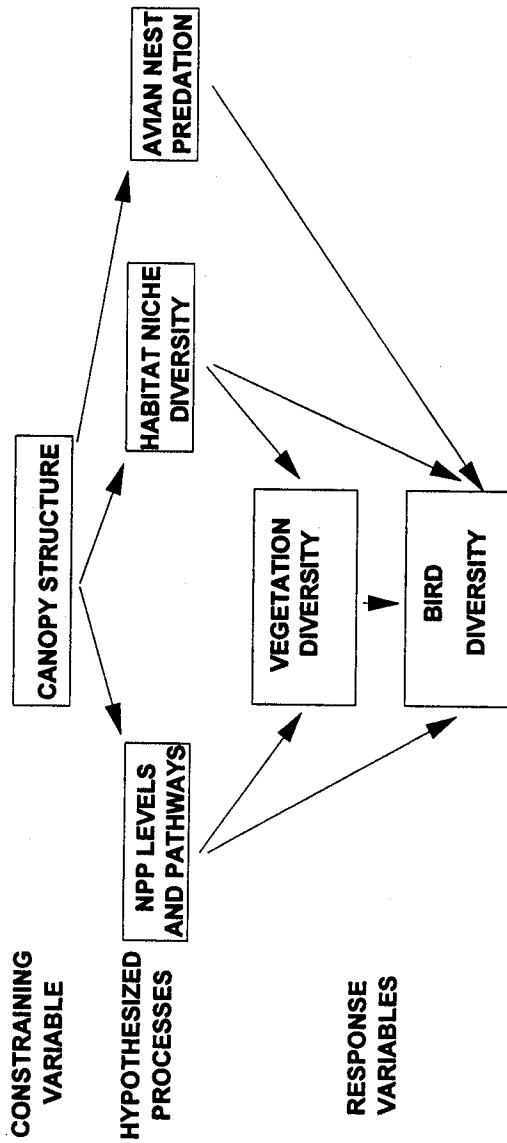 CONSTRAINING
VARIABLE
CANOPY STRUCTURE
HYPOTHESIZED
PROCESSES
NPP LEVELS
AND PATHWAYS
HABITAT NICHE
DIVERSITY
AVIAN NEST
PREDATION
RESPONSE
VARIABLES
VEGETATION
DIVERSITY
BIRD
DIVERSITY